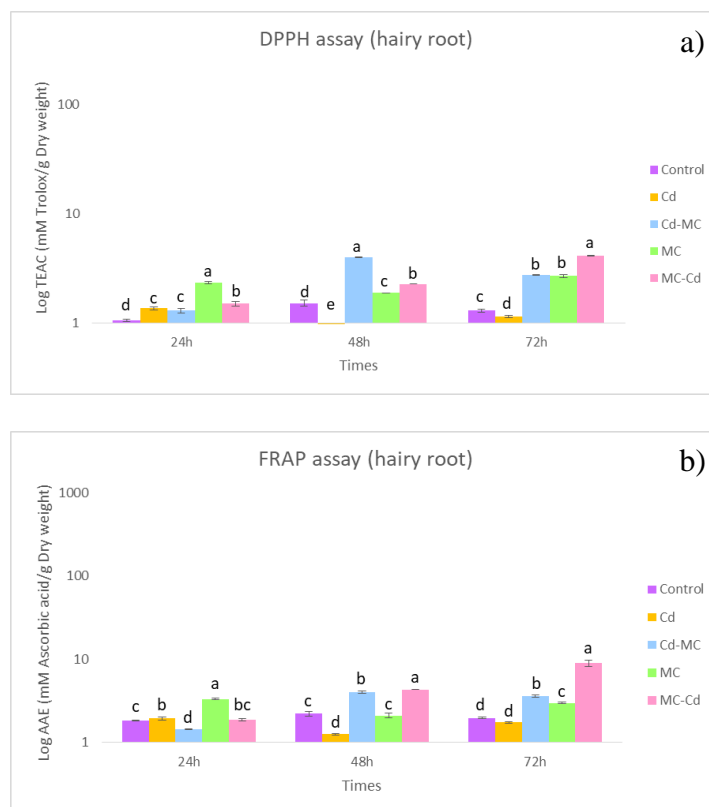 DPPH assay (hairy root)
a)
Log TEAC (mM Trolox/g Dry weight)
100
10
1
d c c a b
d e a c b
c d b b a
24h 48h 72h
Times
Control
Cd
Cd-MC
MC
MC-Cd
FRAP assay (hairy root)
b)
Log AAE (mM Ascorbic acid/g Dry weight)
1000
100
10
1
c b d a bc
c d b c a
d d b c a
24h 48h 72h
Times
Control
Cd
Cd-MC
MC
MC-Cd